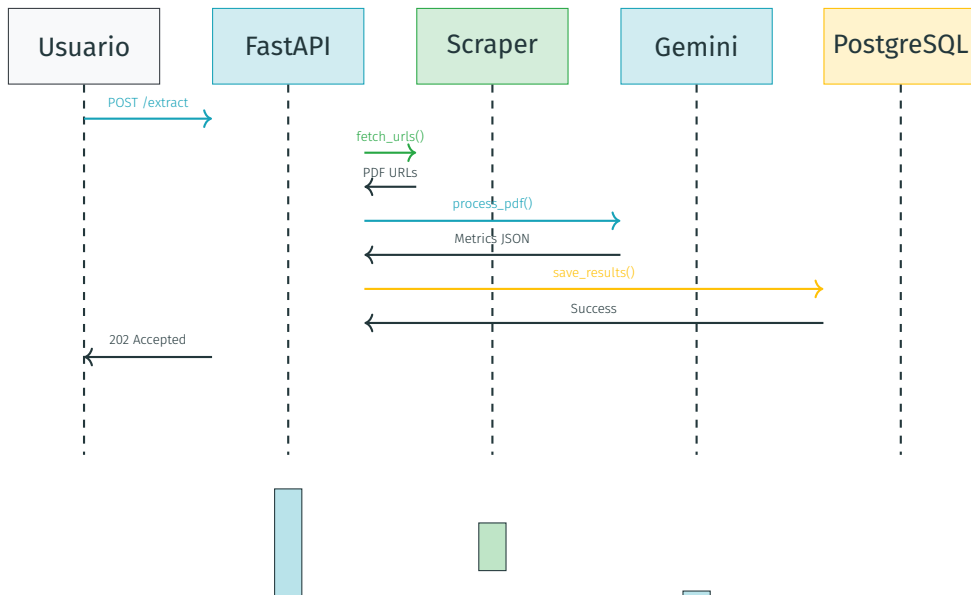 Usuario
FastAPI
Scraper
Gemini
PostgreSQL
POST /extract
fetch_urls()
PDF URLs
process_pdf()
Metrics JSON
save_results()
Success
202 Accepted